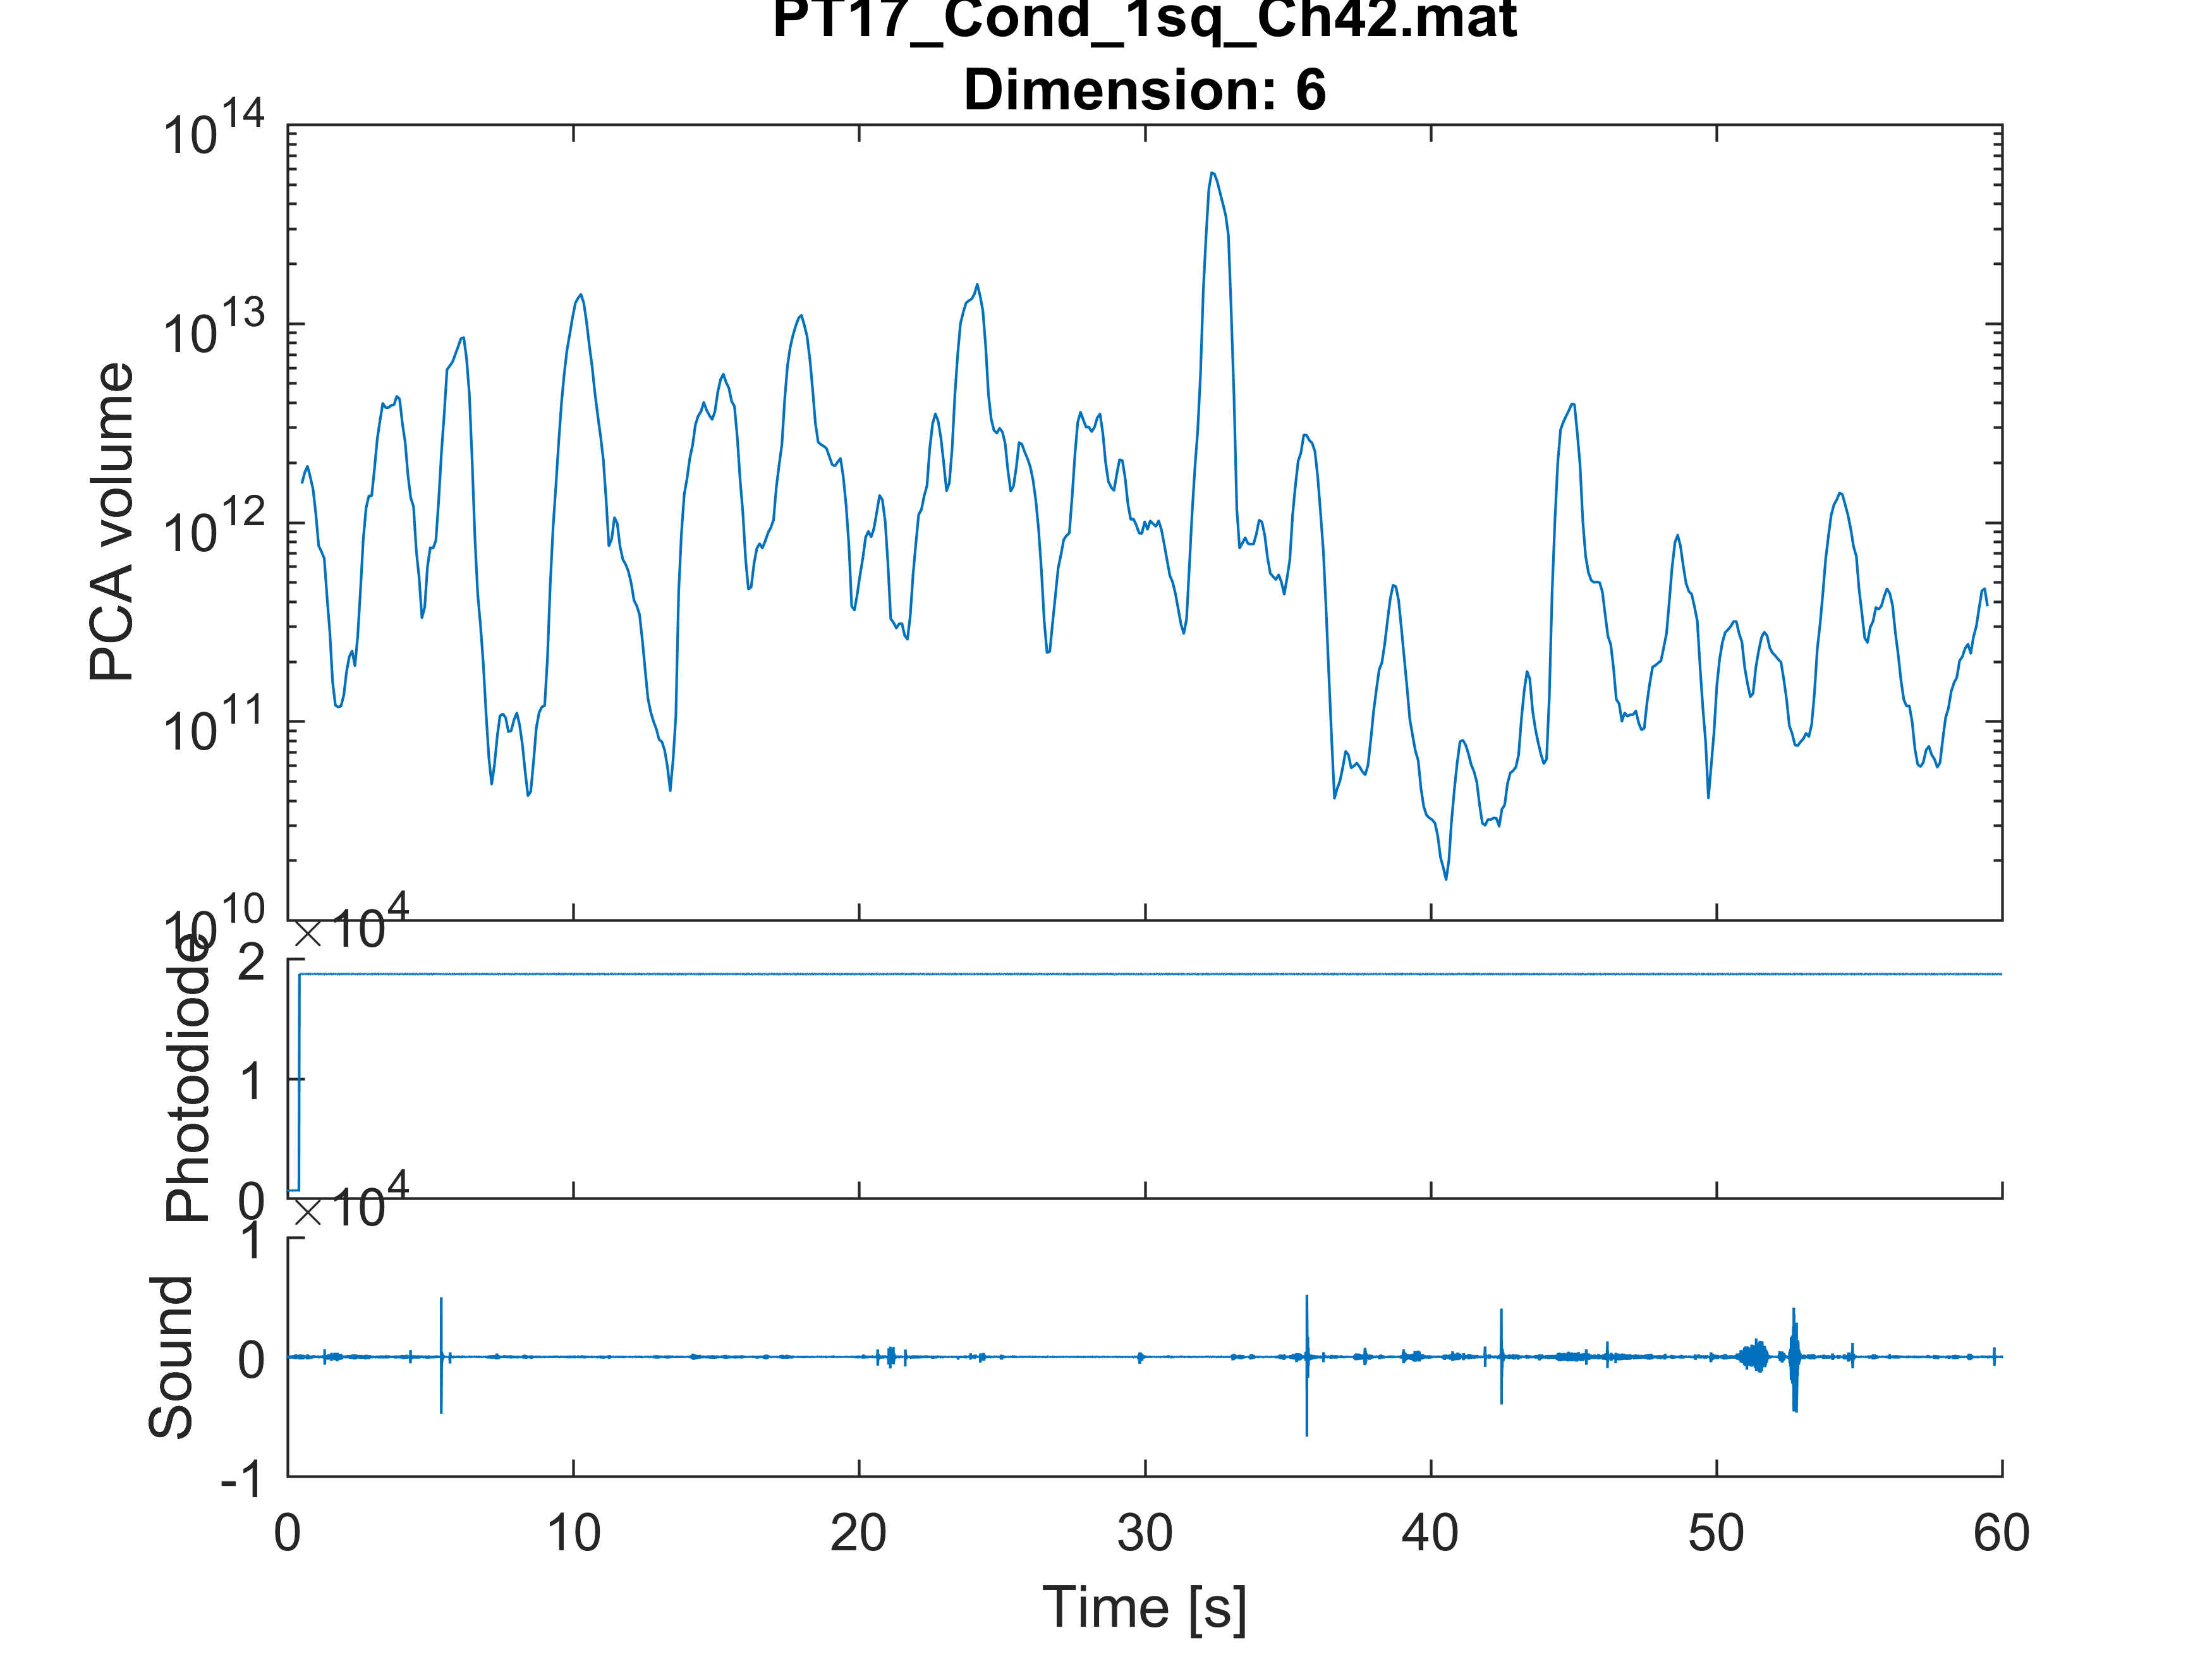 PT17_Cond_1sq_Ch42.mat
Dimension: 6
10^14
10^13
10^12
10^11
10^10
PCA volume
× 10^4
2
1
0
Photodiode
× 10^4
1
0
-1
Sound
0 10 20 30 40 50 60
Time [s]